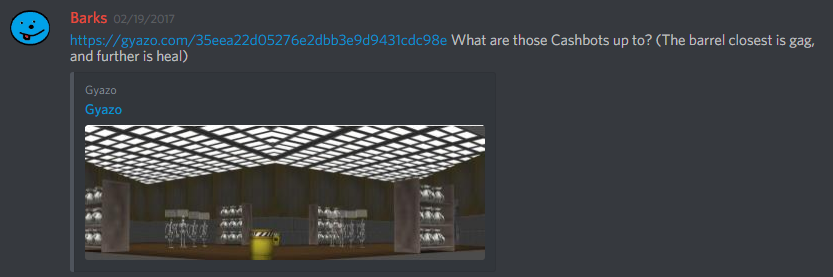 Barks 02/19/2017
https://gyazo.com/35eea22d05276e2dbb3e9d9431cdc98e What are those Cashbots up to? (The barrel closest is gag,
and further is heal)
Gyazo
Gyazo